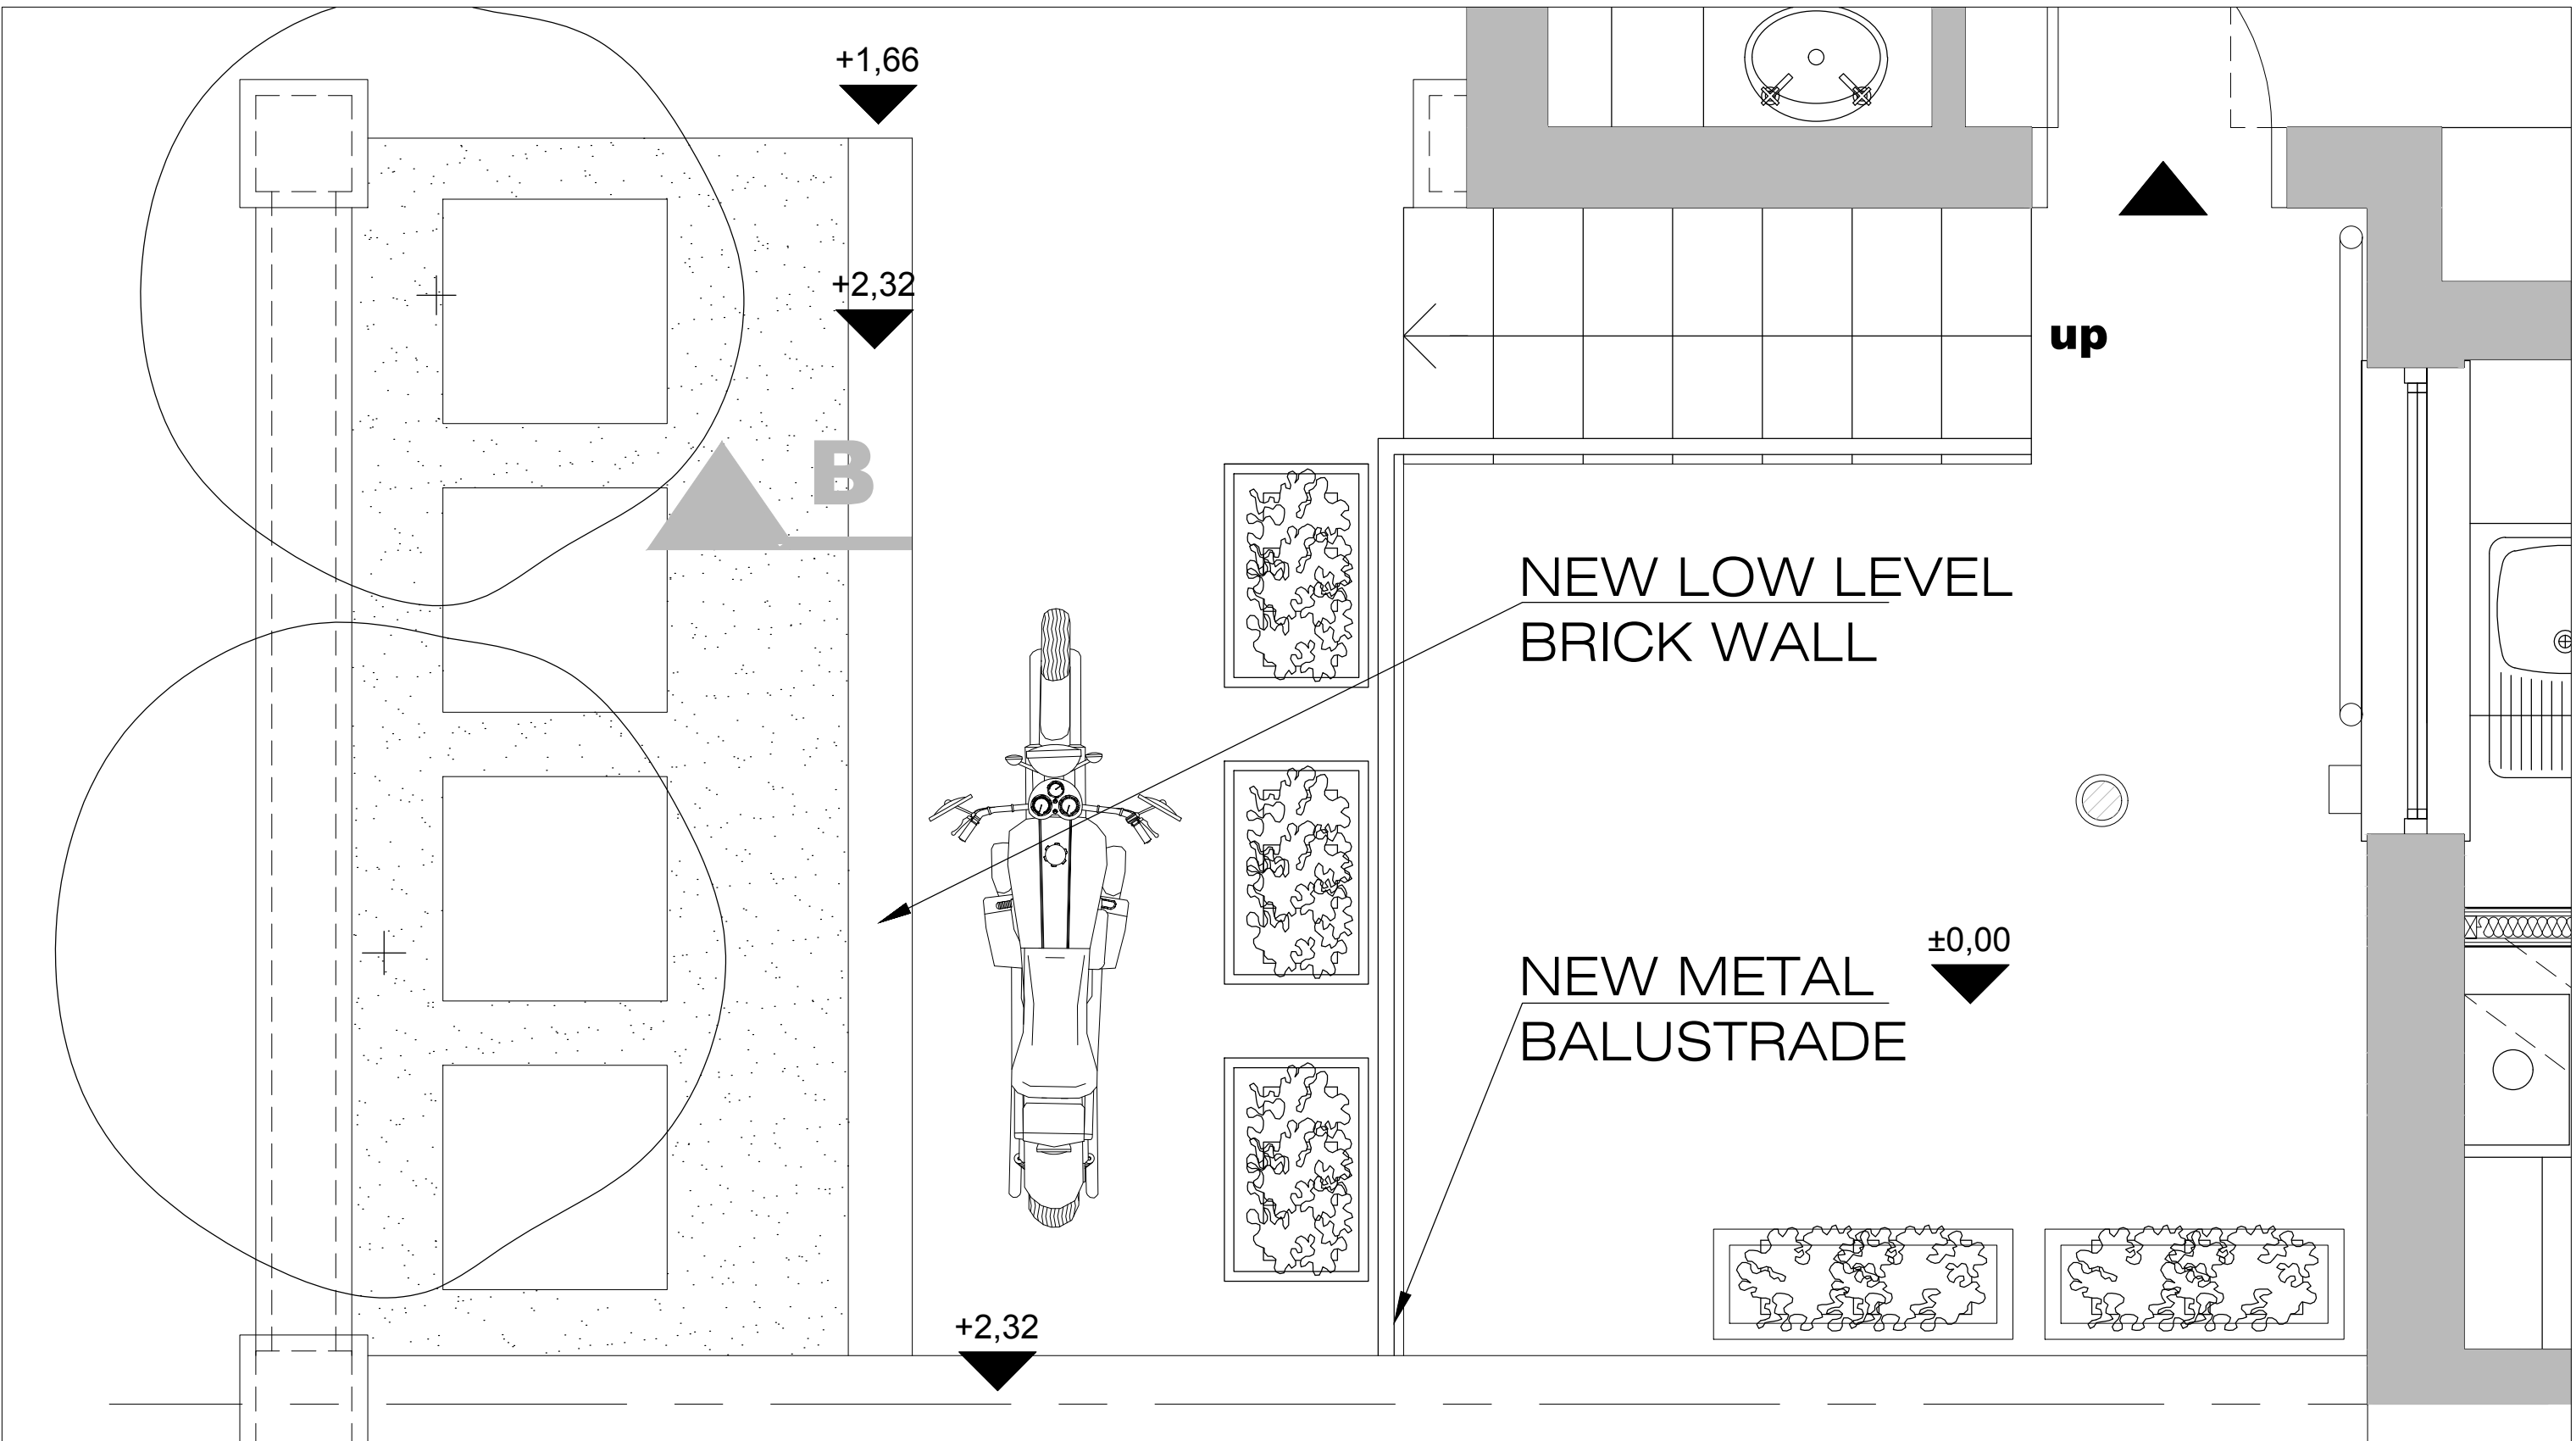 +1,66
+2,32
up
B
NEW LOW LEVEL
BRICK WALL
±0,00
NEW METAL
BALUSTRADE
+2,32